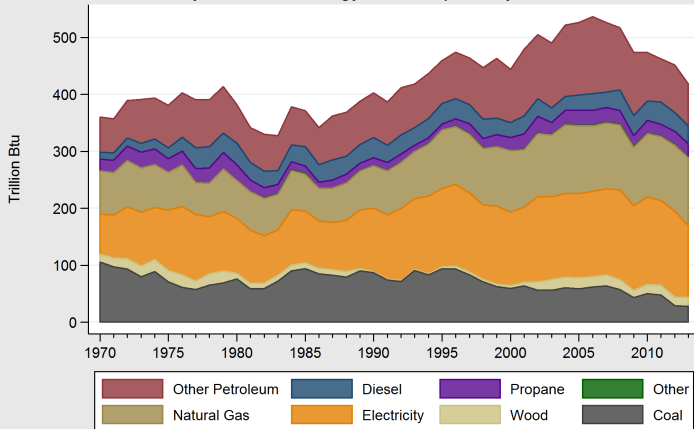 Trillion Btu
500
400
300
200
100
0
1970 1975 1980 1985 1990 1995 2000 2005 2010
Other Petroleum Diesel Propane Other
Natural Gas Electricity Wood Coal